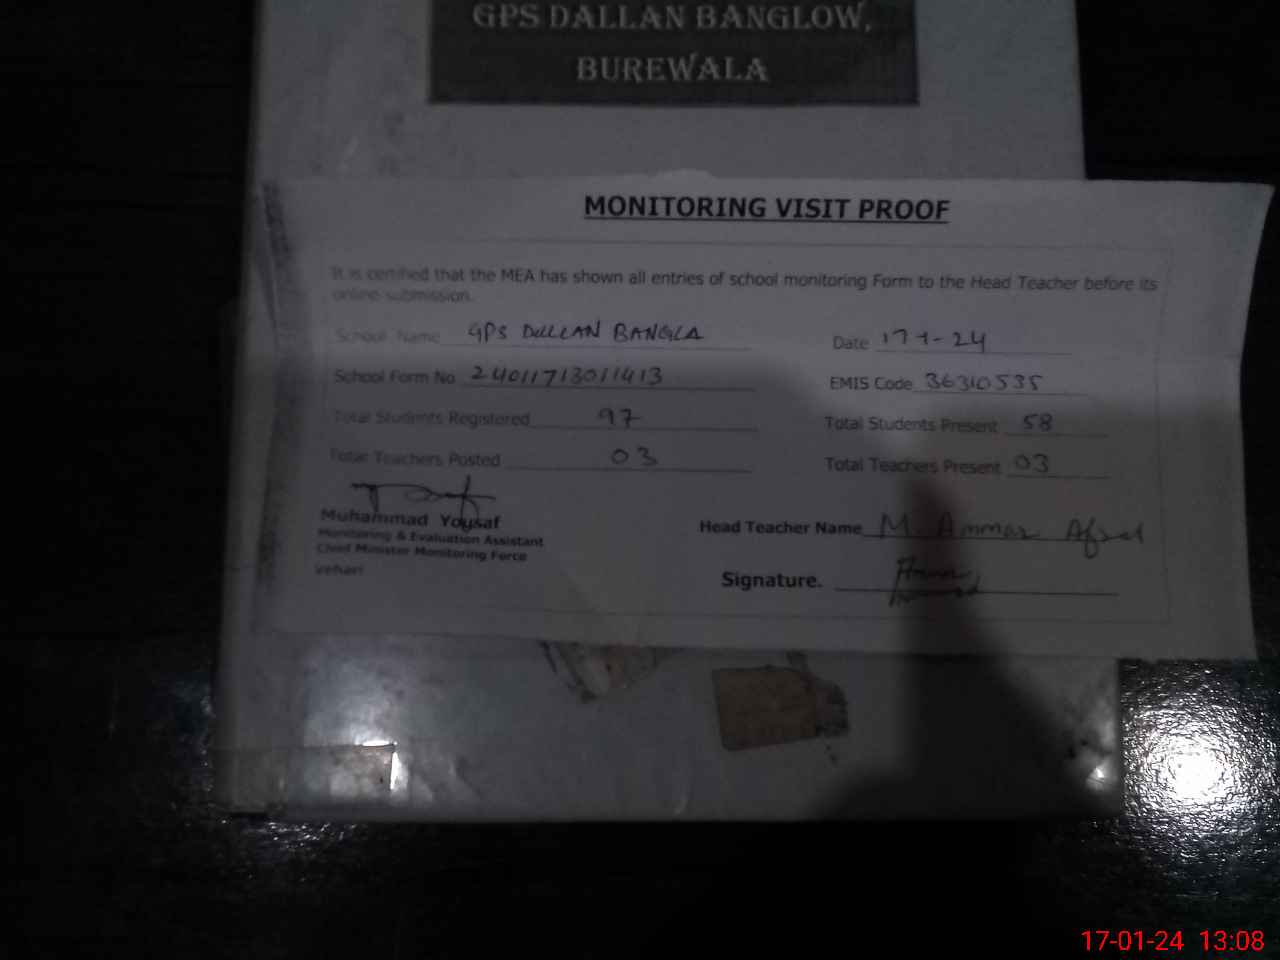 GPS DALLAN BANGLOW,
BUREWALA
MONITORING VISIT PROOF
It is certified that the MEA has shown all entries of school monitoring Form to the Head Teacher before its
online submission.
School Name GPS DULLAN BANGLA Date 17-1-24
School Form No 24011713011413 EMIS Code 36310535
Total Students Registered 97 Total Students Present 58
Total Teachers Posted 03 Total Teachers Present 03
Muhammad Yousaf
Monitoring & Evaluation Assistant
Chief Minister Monitoring Force
Vehari
Head Teacher Name M. Ammar Afzal
Signature.
17-01-24 13:08